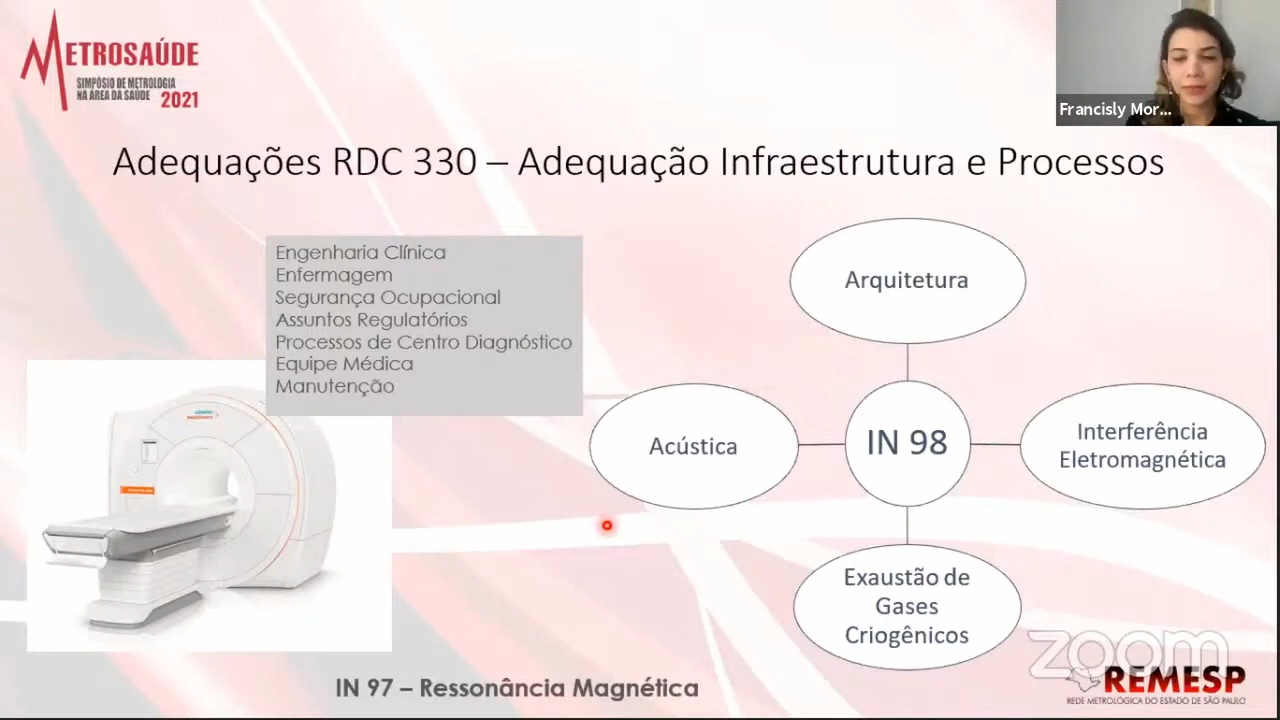 METROSAÚDE
SIMPÓSIO DE METROLOGIA
NA ÁREA DA SAÚDE 2021
Francisly Mor...
Adequações RDC 330 – Adequação Infraestrutura e Processos
Engenharia Clínica
Enfermagem
Segurança Ocupacional
Assuntos Regulatórios
Processos de Centro Diagnóstico
Equipe Médica
Manutenção
Arquitetura
Acústica
IN 98
Interferência
Eletromagnética
Exaustão de
Gases
Criogênicos
IN 97 – Ressonância Magnética
zoom
REMESP
REDE METROLÓGICA DO ESTADO DE SÃO PAULO